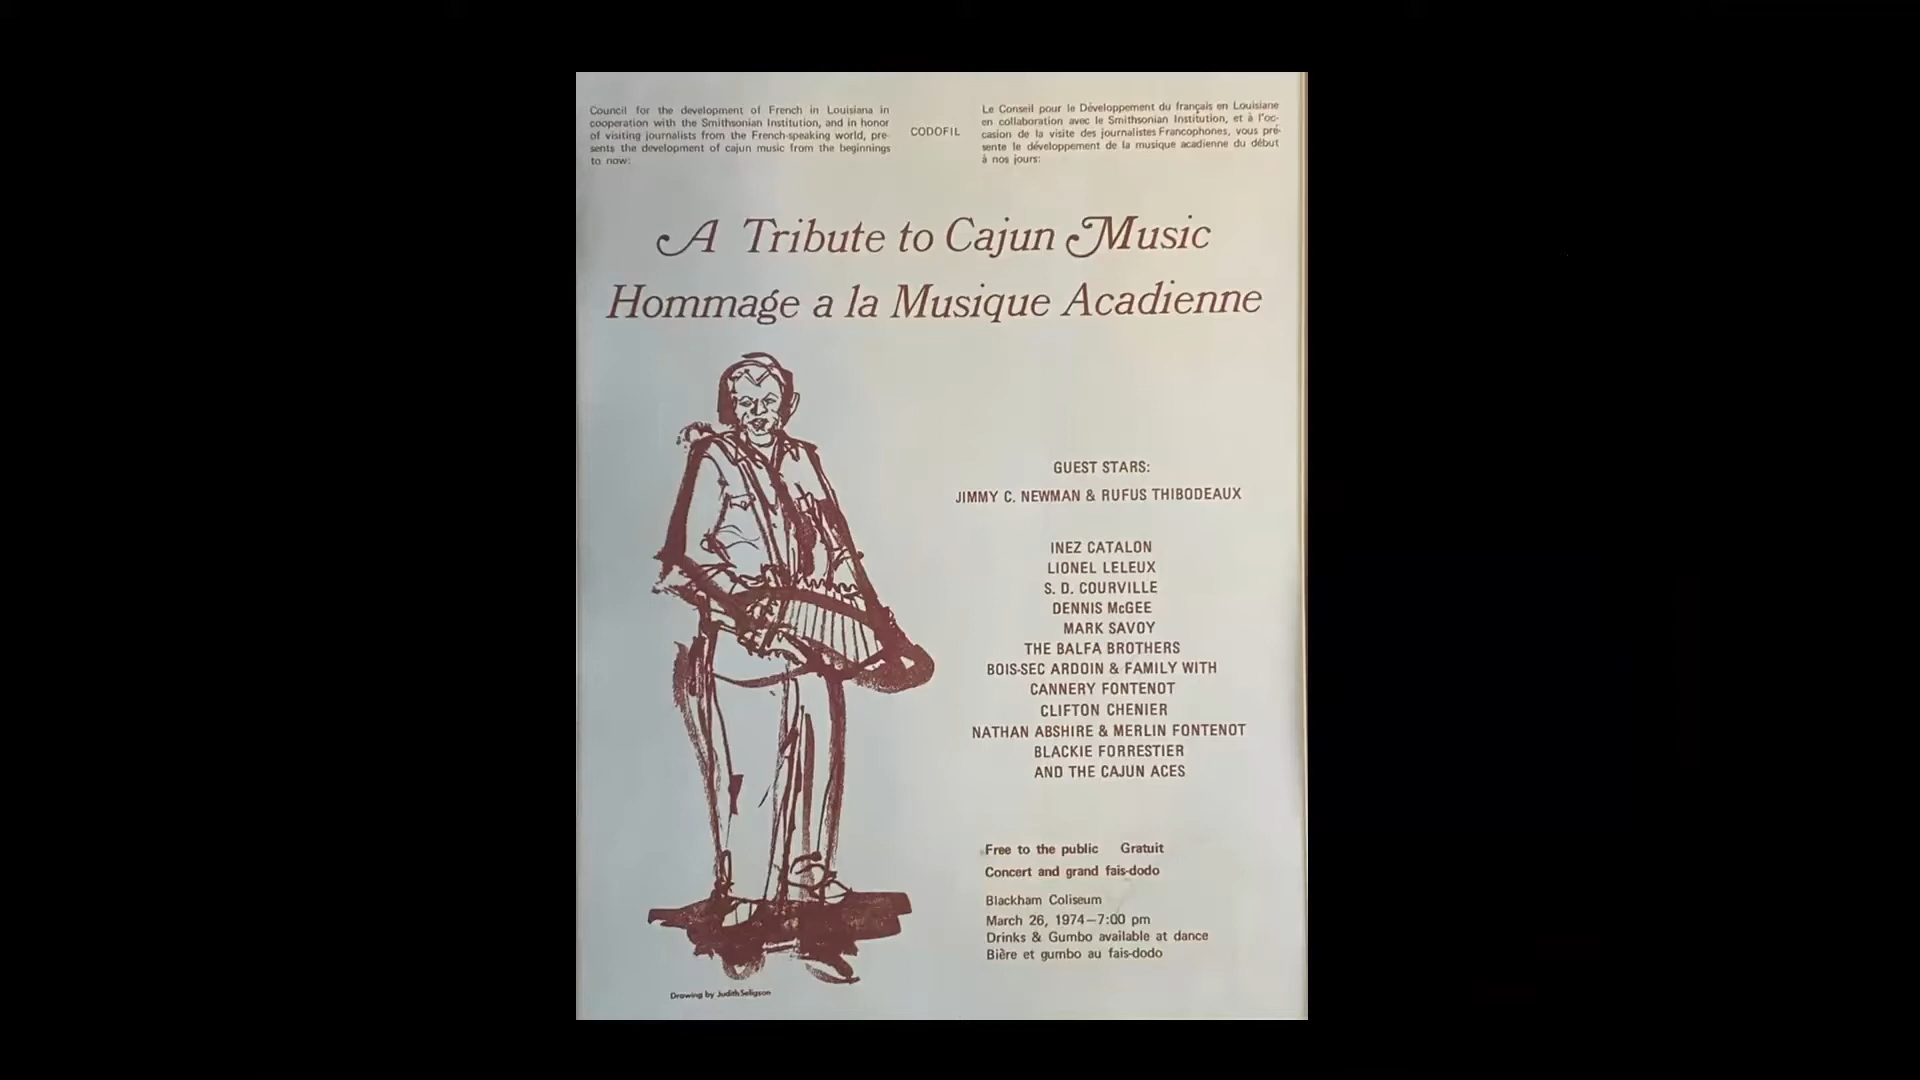 Council for the development of French in Louisiana in
cooperation with the Smithsonian Institution, and in honor
of visiting journalists from the French-speaking world, pre-
sents the development of cajun music from the beginnings
to now:
CODOFIL
Le Conseil pour le Développement du français en Louisiane
en collaboration avec le Smithsonian Institution, et à l'oc-
casion de la visite des journalistes Francophones, vous pré-
sente le développement de la musique acadienne du début
à nos jours:
A Tribute to Cajun Music
Hommage a la Musique Acadienne
GUEST STARS:
JIMMY C. NEWMAN & RUFUS THIBODEAUX
INEZ CATALON
LIONEL LELEUX
S. D. COURVILLE
DENNIS McGEE
MARK SAVOY
THE BALFA BROTHERS
BOIS-SEC ARDOIN & FAMILY WITH
CANNERY FONTENOT
CLIFTON CHENIER
NATHAN ABSHIRE & MERLIN FONTENOT
BLACKIE FORRESTIER
AND THE CAJUN ACES
Free to the public Gratuit
Concert and grand fais-dodo
Blackham Coliseum
March 26, 1974—7:00 pm
Drinks & Gumbo available at dance
Bière et gumbo au fais-dodo
Drawing by Judith Seligson